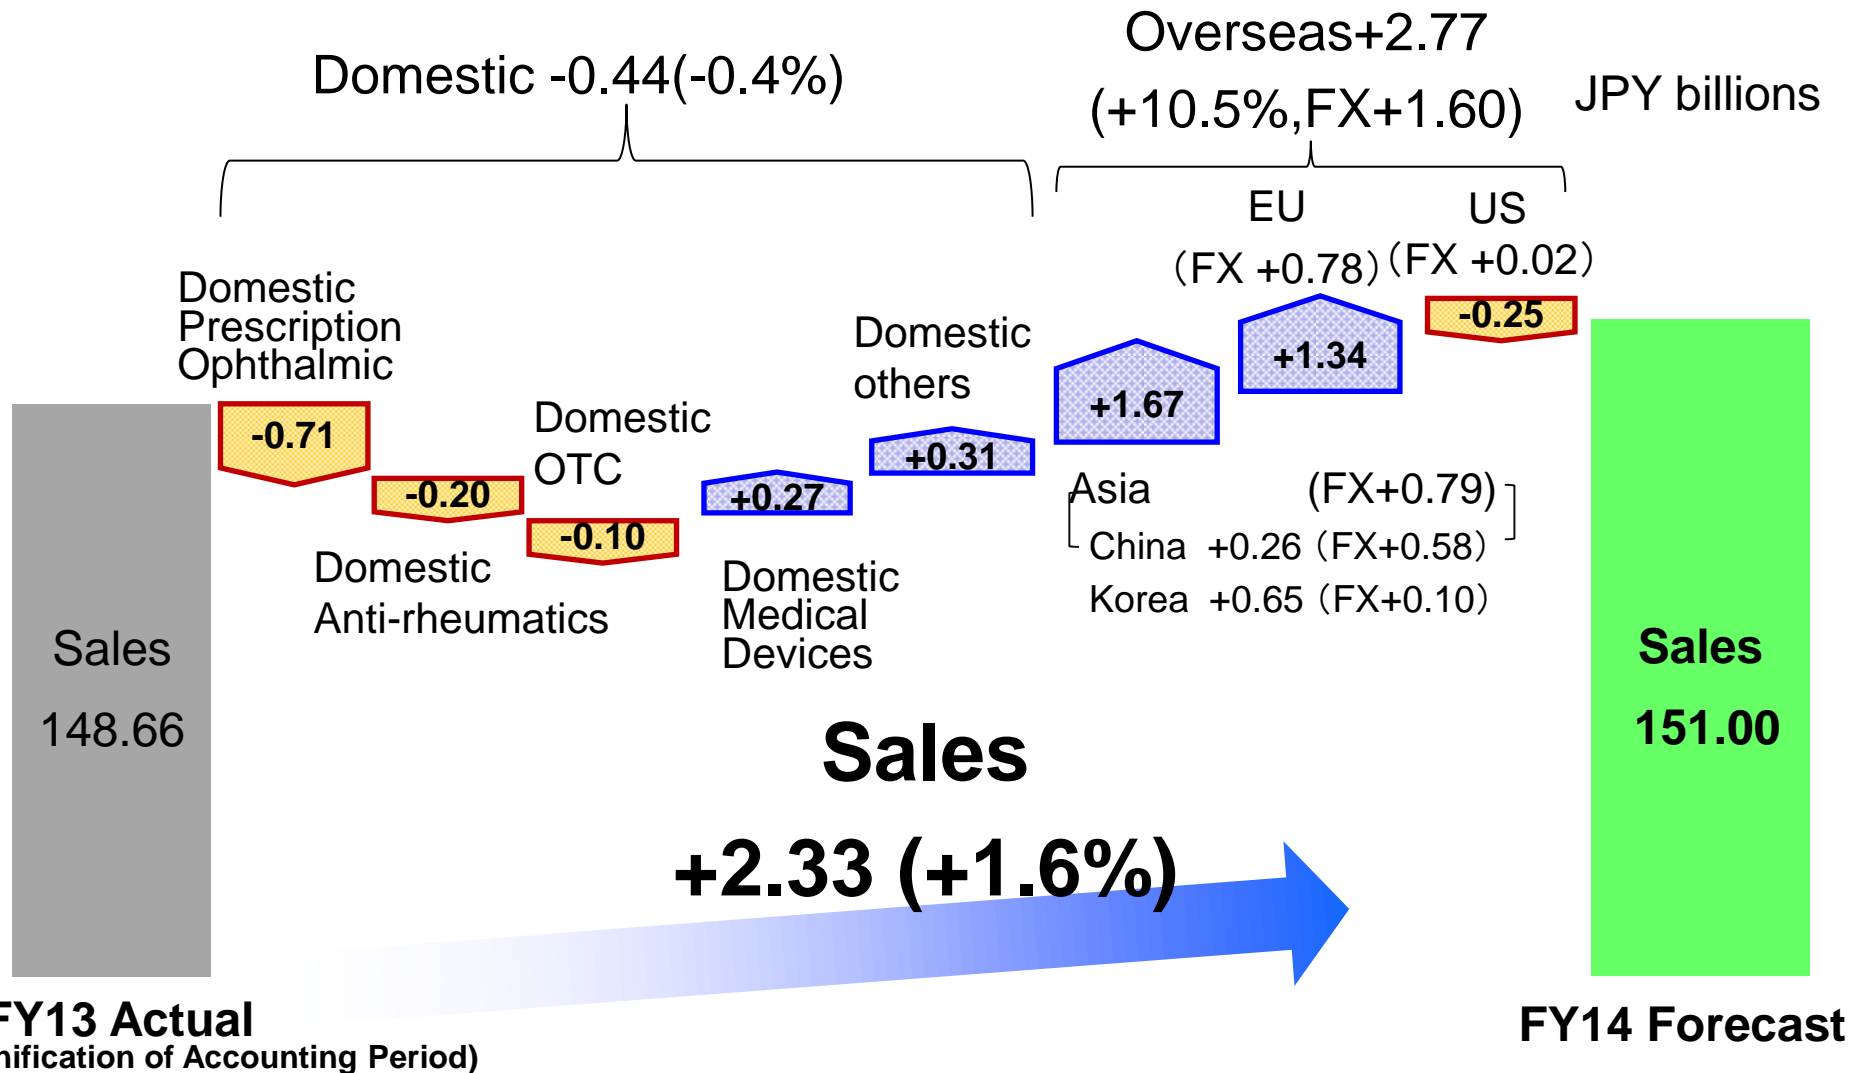 Domestic -0.44(-0.4%)
Overseas+2.77
(+10.5%,FX+1.60)
JPY billions
EU
(FX +0.78)
US
(FX +0.02)
Domestic
Prescription
Ophthalmic
-0.71
-0.20
Domestic
Anti-rheumatics
Domestic
OTC
-0.10
+0.27
Domestic
Medical
Devices
Domestic
others
+0.31
+1.67
+1.34
-0.25
Asia (FX+0.79)
China +0.26 (FX+0.58)
Korea +0.65 (FX+0.10)
Sales
148.66
Sales
151.00
Sales
+2.33 (+1.6%)
FY13 Actual
nification of Accounting Period)
FY14 Forecast